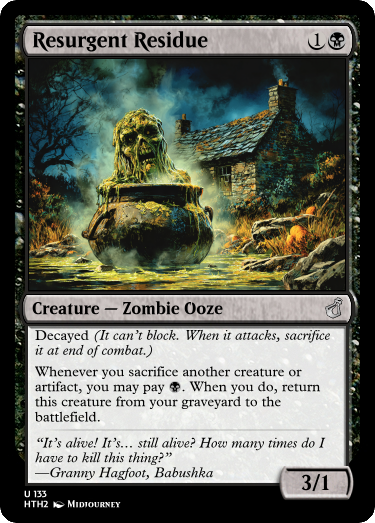 Resurgent Residue 1
Creature — Zombie Ooze
Decayed (It can't block. When it attacks, sacrifice
it at end of combat.)
Whenever you sacrifice another creature or
artifact, you may pay . When you do, return
this creature from your graveyard to the
battlefield.
“It's alive! It's… still alive? How many times do I
have to kill this thing?”
—Granny Hagfoot, Babushka
3/1
U 133
HTH2 Midjourney